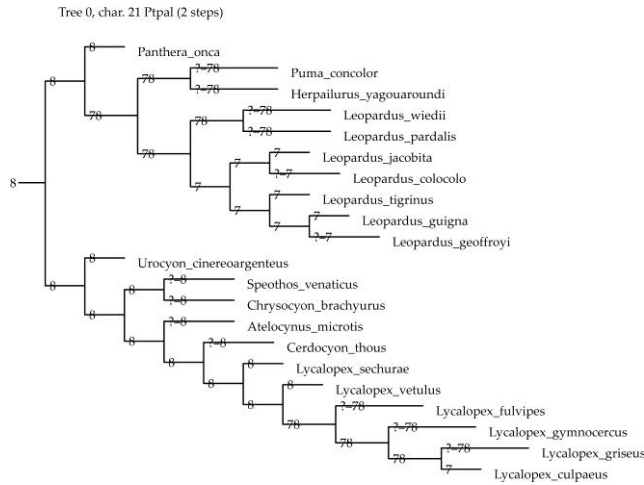 Tree 0, char. 21 Ptpal (2 steps)
8 Panthera_onca
?–78 Puma_concolor
8
?–78 Herpailurus_yagouaroundi
78
78
?–78 Leopardus_wiedii
78
?–78 Leopardus_pardalis
78
7 Leopardus_jacobita
7
?–7 Leopardus_colocolo
8
7
7 Leopardus_tigrinus
7
7 Leopardus_guigna
7
?–7 Leopardus_geoffroyi
8 Urocyon_cinereoargenteus
?–8 Speothos_venaticus
8
8
?–8 Chrysocyon_brachyurus
8
?–8 Atelocynus_microtis
8
?–8 Cerdocyon_thous
8
8 Lycalopex_sechurae
8
8 Lycalopex_vetulus
8
?–78 Lycalopex_fulvipes
78
?–78 Lycalopex_gymnocercus
78
?–78 Lycalopex_griseus
78
7 Lycalopex_culpaeus